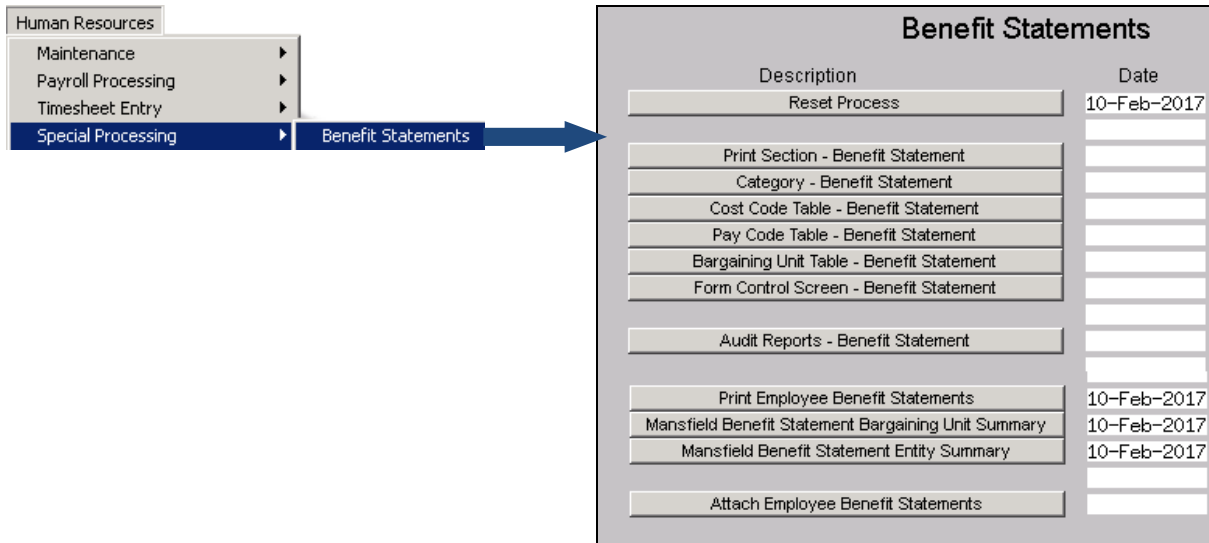 Human Resources
Maintenance
Payroll Processing
Timesheet Entry
Special Processing
Benefit Statements
Benefit Statements
Description Date
Reset Process 10-Feb-2017
Print Section - Benefit Statement
Category - Benefit Statement
Cost Code Table - Benefit Statement
Pay Code Table - Benefit Statement
Bargaining Unit Table - Benefit Statement
Form Control Screen - Benefit Statement
Audit Reports - Benefit Statement
Print Employee Benefit Statements 10-Feb-2017
Mansfield Benefit Statement Bargaining Unit Summary 10-Feb-2017
Mansfield Benefit Statement Entity Summary 10-Feb-2017
Attach Employee Benefit Statements